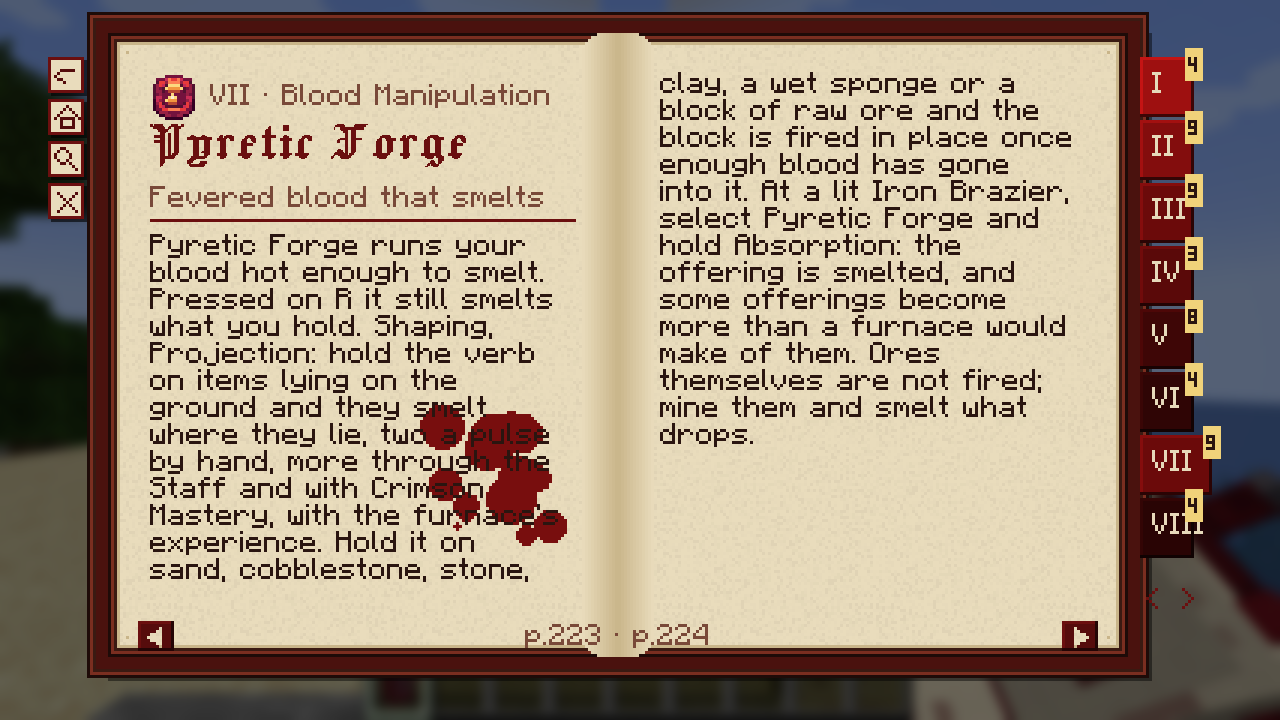 VII · Blood Manipulation
Pyretic Forge
Fevered blood that smelts
Pyretic Forge runs your
blood hot enough to smelt.
Pressed on R it still smelts
what you hold. Shaping,
Projection: hold the verb
on items lying on the
ground and they smelt
where they lie, two a pulse
by hand, more through the
Staff and with Crimson
Mastery, with the furnace's
experience. Hold it on
sand, cobblestone, stone,
clay, a wet sponge or a
block of raw ore and the
block is fired in place once
enough blood has gone
into it. At a lit Iron Brazier,
select Pyretic Forge and
hold Absorption: the
offering is smelted, and
some offerings become
more than a furnace would
make of them. Ores
themselves are not fired;
mine them and smelt what
drops.
p.223 · p.224
I 4
II 9
III 9
IV 3
V 8
VI 4
VII 9
VIII 4